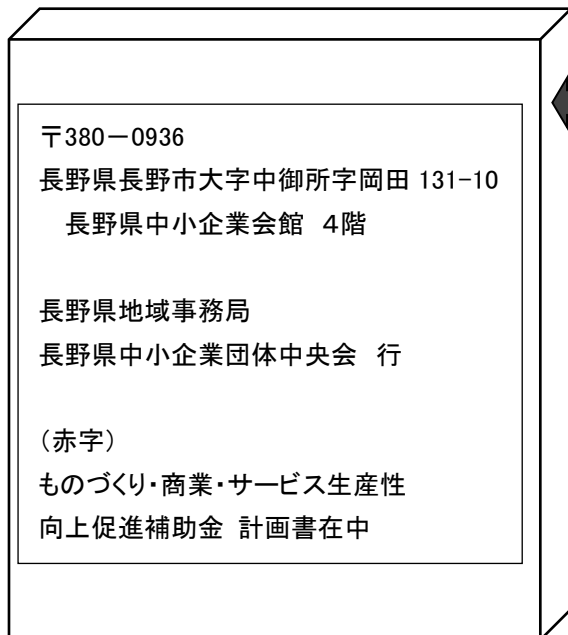 〒380－0936
長野県長野市大字中御所字岡田 131-10
長野県中小企業会館 ４階
長野県地域事務局
長野県中小企業団体中央会 行
（赤字）
ものづくり・商業・サービス生産性
向上促進補助金 計画書在中